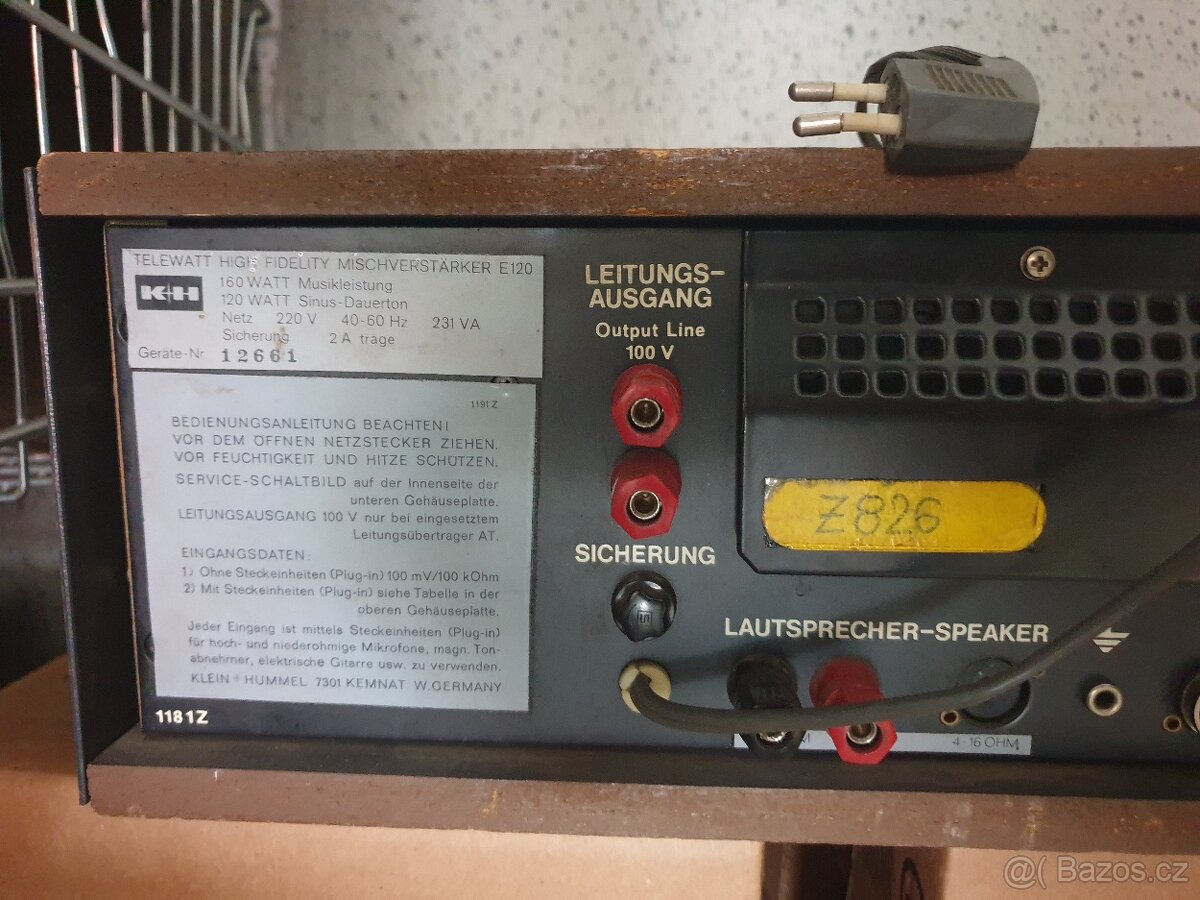 TELEWATT HIGH FIDELITY MISCHVERSTÄRKER E120
K+H
160 WATT Musikleistung
120 WATT Sinus-Dauerton
Netz 220 V 40-60 Hz 231 VA
Sicherung 2 A träge
Geräte-Nr. 12661
1191 Z
BEDIENUNGSANLEITUNG BEACHTEN!
VOR DEM ÖFFNEN NETZSTECKER ZIEHEN.
VOR FEUCHTIGKEIT UND HITZE SCHÜTZEN.
SERVICE-SCHALTBILD auf der Innenseite der
unteren Gehäuseplatte.
LEITUNGSAUSGANG 100 V nur bei eingesetztem
Leitungsübertrager AT.
EINGANGSDATEN:
1) Ohne Steckeinheiten (Plug-in) 100 mV/100 kOhm
2) Mit Steckeinheiten (Plug-in) siehe Tabelle in der
oberen Gehäuseplatte.
Jeder Eingang ist mittels Steckeinheiten (Plug-in)
für hoch- und niederohmige Mikrofone, magn. Ton-
abnehmer, elektrische Gitarre usw. zu verwenden.
KLEIN + HUMMEL 7301 KEMNAT W. GERMANY
1181 Z
LEITUNGS-
AUSGANG
Output Line
100 V
SICHERUNG
Z826
LAUTSPRECHER-SPEAKER
4-16 OHM
@( Bazos.cz